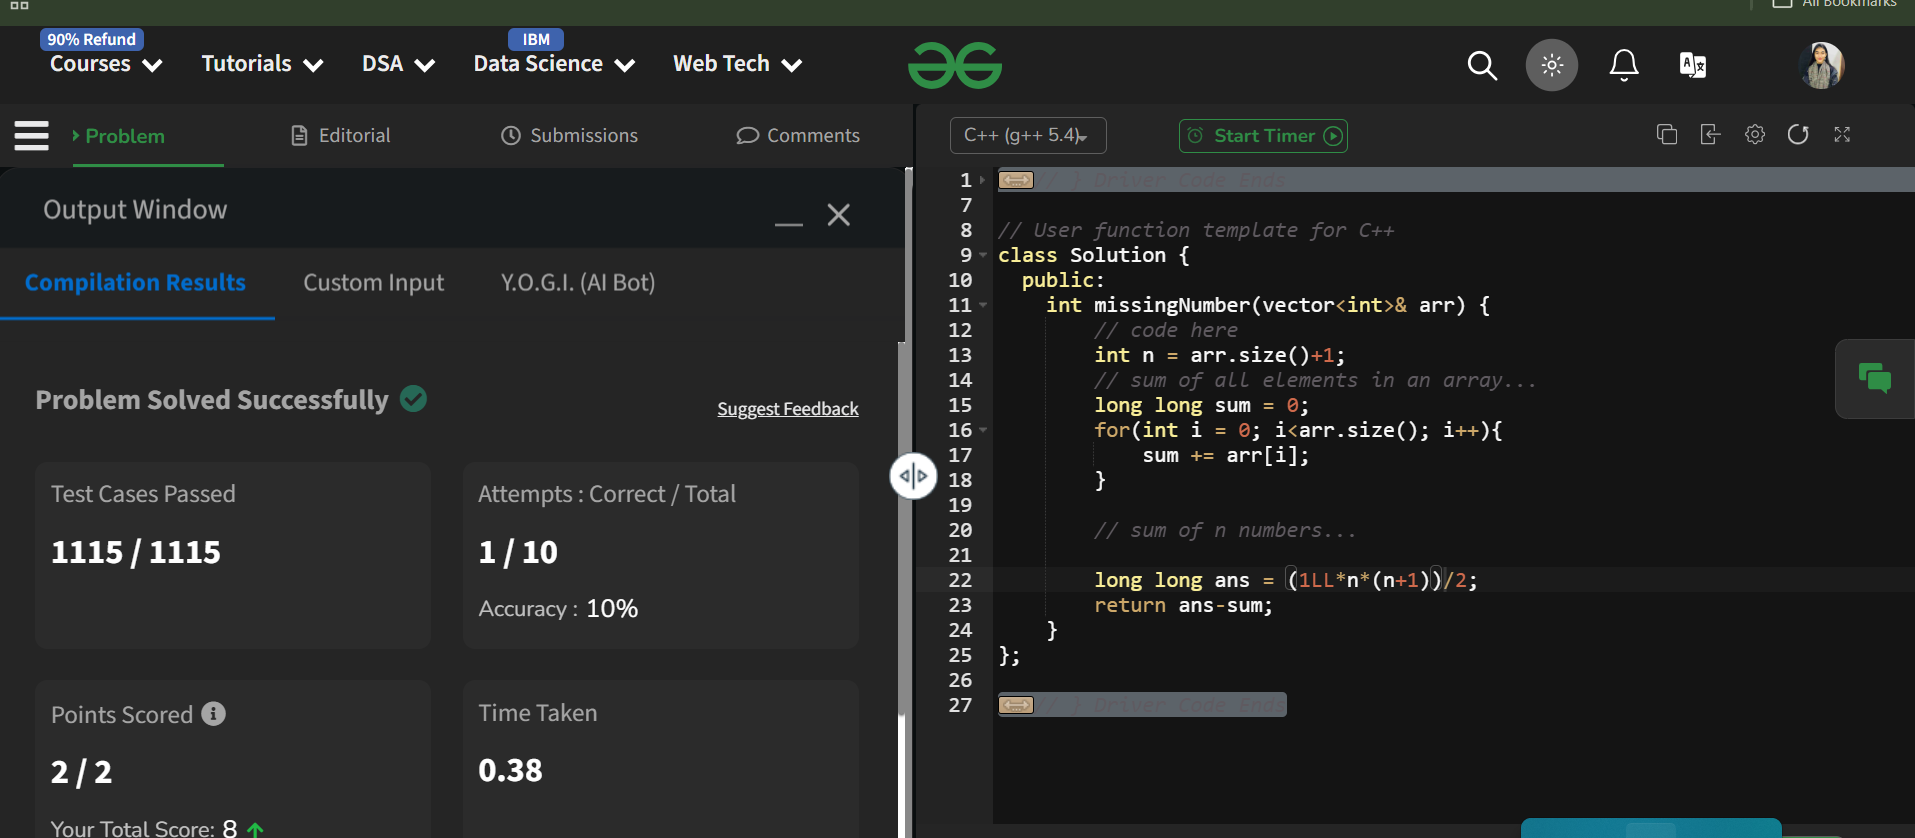 All Bookmarks
90% Refund
IBM
Courses Tutorials DSA Data Science Web Tech
Problem Editorial Submissions Comments
Output Window
Compilation Results Custom Input Y.O.G.I. (AI Bot)
Problem Solved Successfully
Suggest Feedback
Test Cases Passed
1115 / 1115
Attempts : Correct / Total
1 / 10
Accuracy : 10%
Points Scored
2 / 2
Your Total Score: 8
Time Taken
0.38
C++ (g++ 5.4)
Start Timer
1 // } Driver Code Ends
7
8 // User function template for C++
9 class Solution {
10 public:
11 int missingNumber(vector<int>& arr) {
12 // code here
13 int n = arr.size()+1;
14 // sum of all elements in an array...
15 long long sum = 0;
16 for(int i = 0; i<arr.size(); i++){
17 sum += arr[i];
18 }
19
20 // sum of n numbers...
21
22 long long ans = (1LL*n*(n+1))/2;
23 return ans-sum;
24 }
25 };
26
27 // } Driver Code Ends